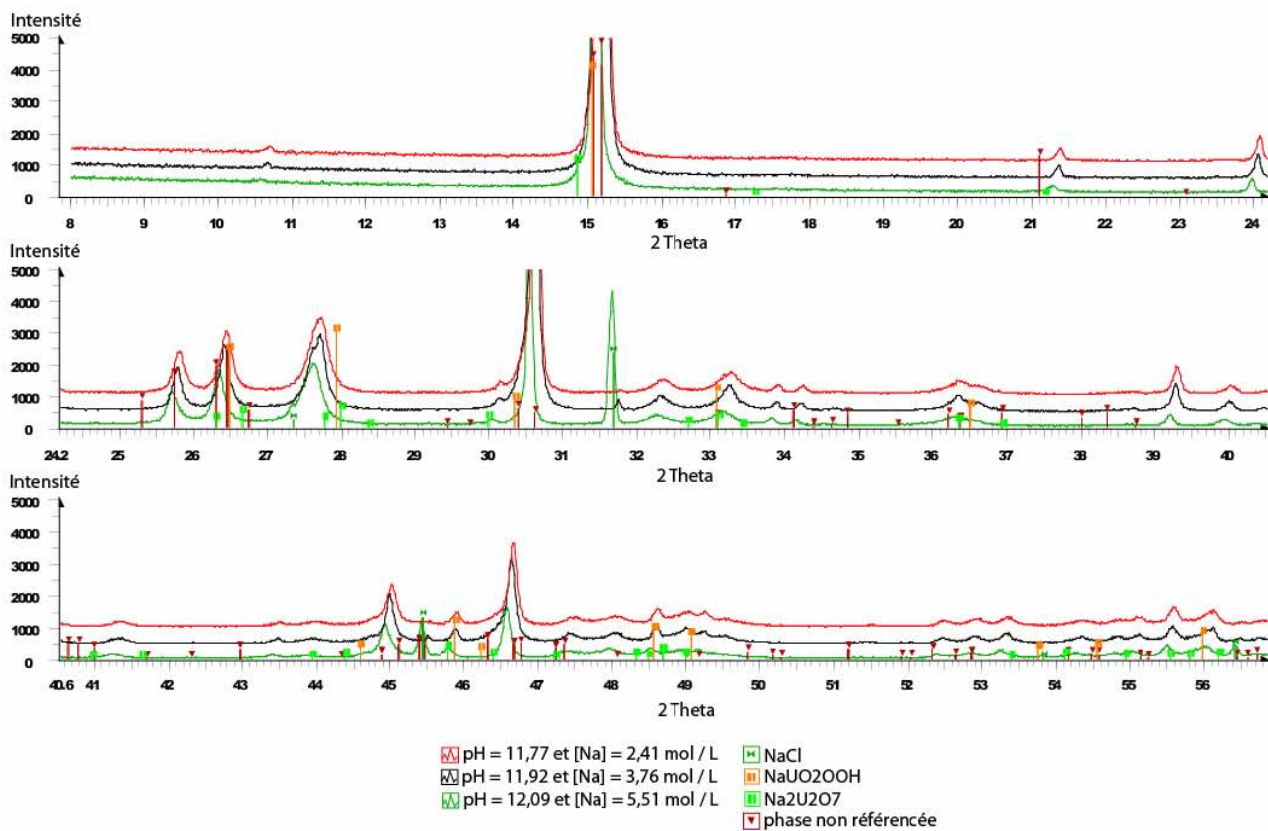 Intensité
5000
4000
3000
2000
1000
0
8 9 10 11 12 13 14 15 16 17 18 19 20 21 22 23 24
2 Theta
Intensité
5000
4000
3000
2000
1000
0
24.2 25 26 27 28 29 30 31 32 33 34 35 36 37 38 39 40
2 Theta
Intensité
5000
4000
3000
2000
1000
0
40.6 41 42 43 44 45 46 47 48 49 50 51 52 53 54 55 56
2 Theta
pH = 11,77 et [Na] = 2,41 mol / L
pH = 11,92 et [Na] = 3,76 mol / L
pH = 12,09 et [Na] = 5,51 mol / L
NaCl
NaUO2OOH
Na2U2O7
phase non référencée